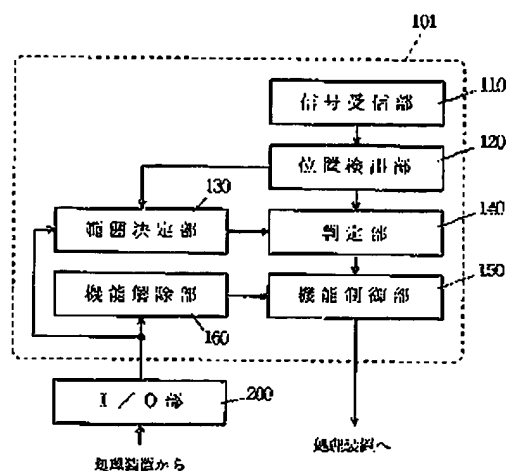 101
信号受信部
110
位置検出部
120
130
範囲決定部
判定部
140
機能解除部
160
機能制御部
150
I/O部
200
処理装置から
処理装置へ